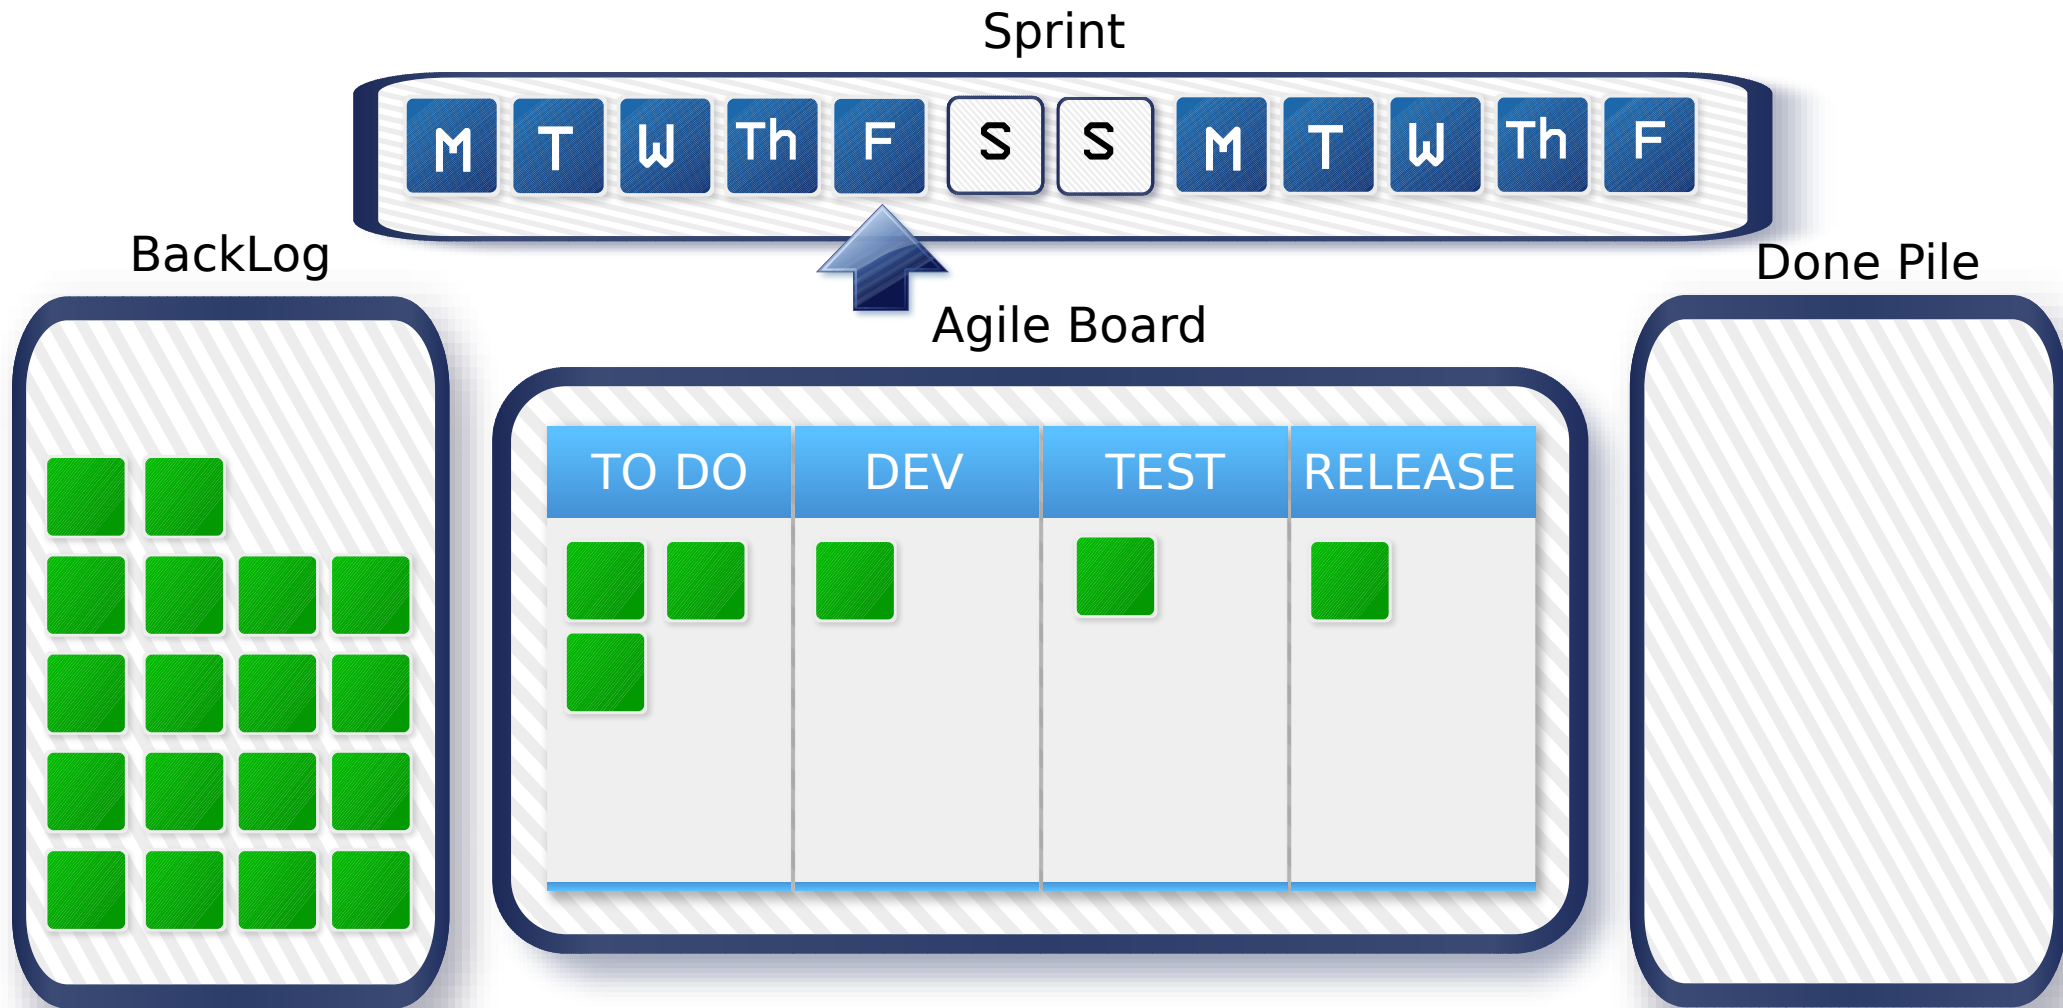 Sprint
M T W Th F S S M T W Th F
BackLog
Done Pile
Agile Board
TO DO DEV TEST RELEASE